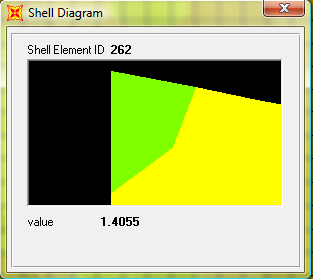 Shell Diagram
Shell Element ID 262
value 1.4055